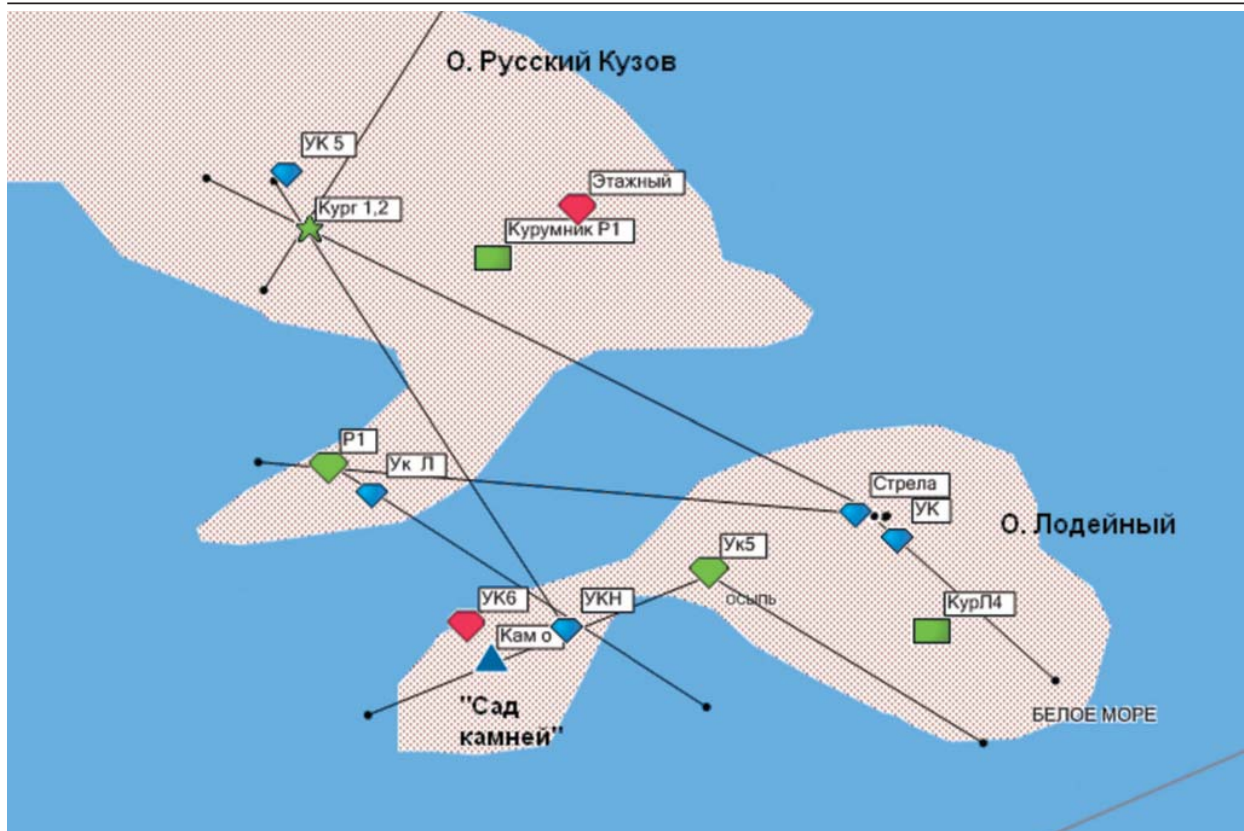 О. Русский Кузов
УК 5
Этажный
Кург 1,2
Курумник Р1
Р1
Ук Л
Стрела
УК
О. Лодейный
Ук5
осыпь
УК6
УКН
КурЛ4
Кам о
"Сад
камней"
БЕЛОЕ МОРЕ